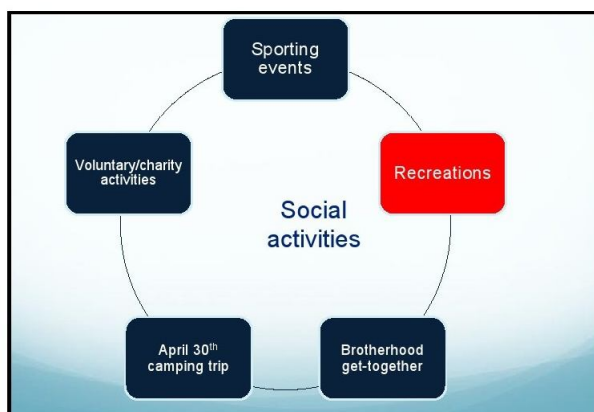 Sporting
events
Voluntary/charity
activities
Recreations
Social
activities
April 30th
camping trip
Brotherhood
get-together